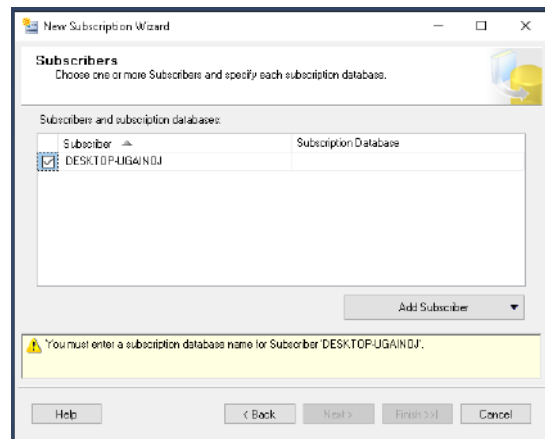 New Subscription Wizard
Subscribers
Choose one or more Subscribers and specify each subscription database.
Subscribers and subscription databases:
Subscriber Subscription Database
DESKTOP-UGAIN0J
Add Subscriber
You must enter a subscription database name for Subscriber 'DESKTOP-UGAIN0J'.
Help < Back Next > Finish >>| Cancel